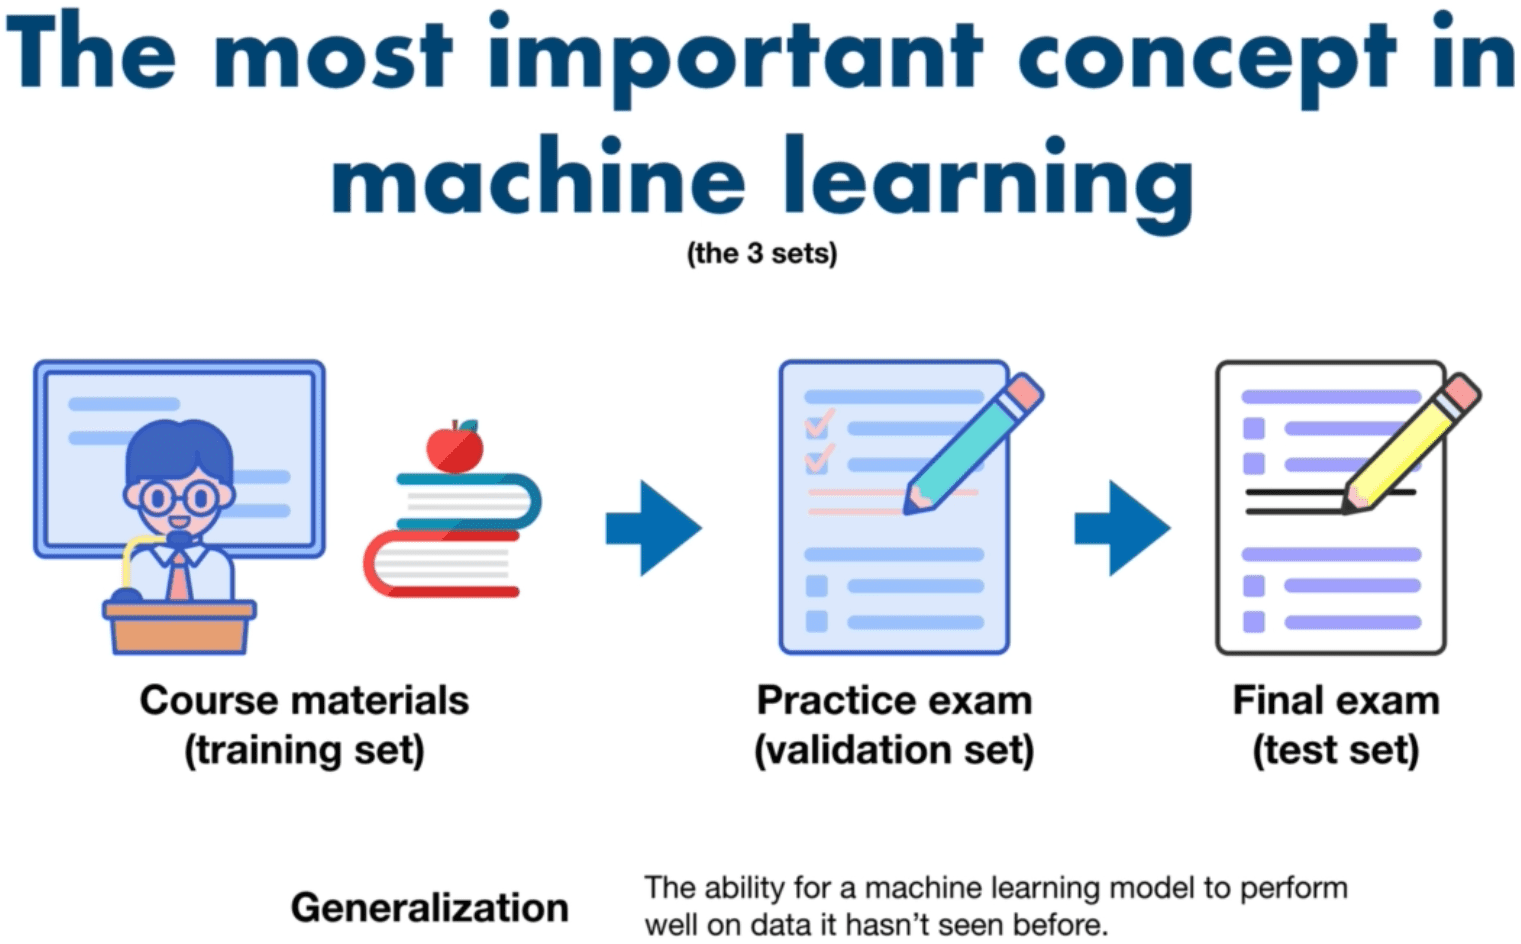 The most important concept in
machine learning
(the 3 sets)
Course materials
(training set)
Practice exam
(validation set)
Final exam
(test set)
Generalization
The ability for a machine learning model to perform
well on data it hasn’t seen before.